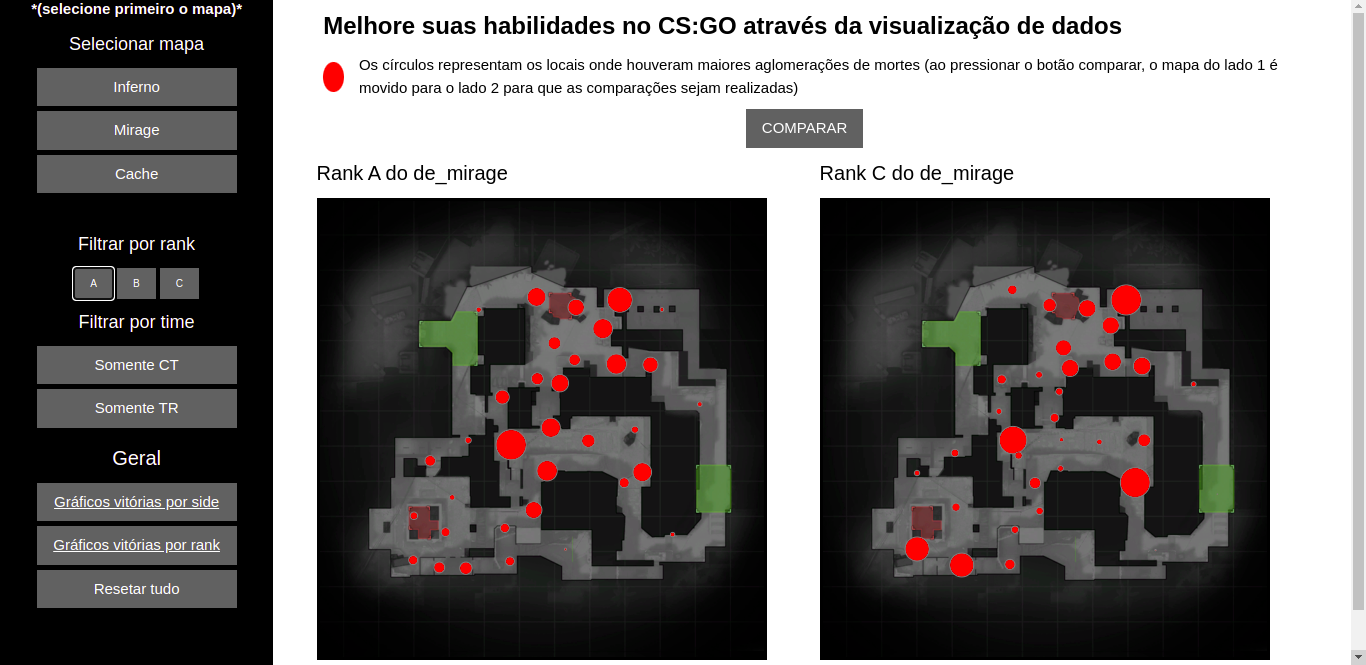 *(selecione primeiro o mapa)*
Selecionar mapa
Inferno
Mirage
Cache
Filtrar por rank
A B C
Filtrar por time
Somente CT
Somente TR
Geral
Gráficos vitórias por side
Gráficos vitórias por rank
Resetar tudo
Melhore suas habilidades no CS:GO através da visualização de dados
Os círculos representam os locais onde houveram maiores aglomerações de mortes (ao pressionar o botão comparar, o mapa do lado 1 é
movido para o lado 2 para que as comparações sejam realizadas)
COMPARAR
Rank A do de_mirage
Rank C do de_mirage